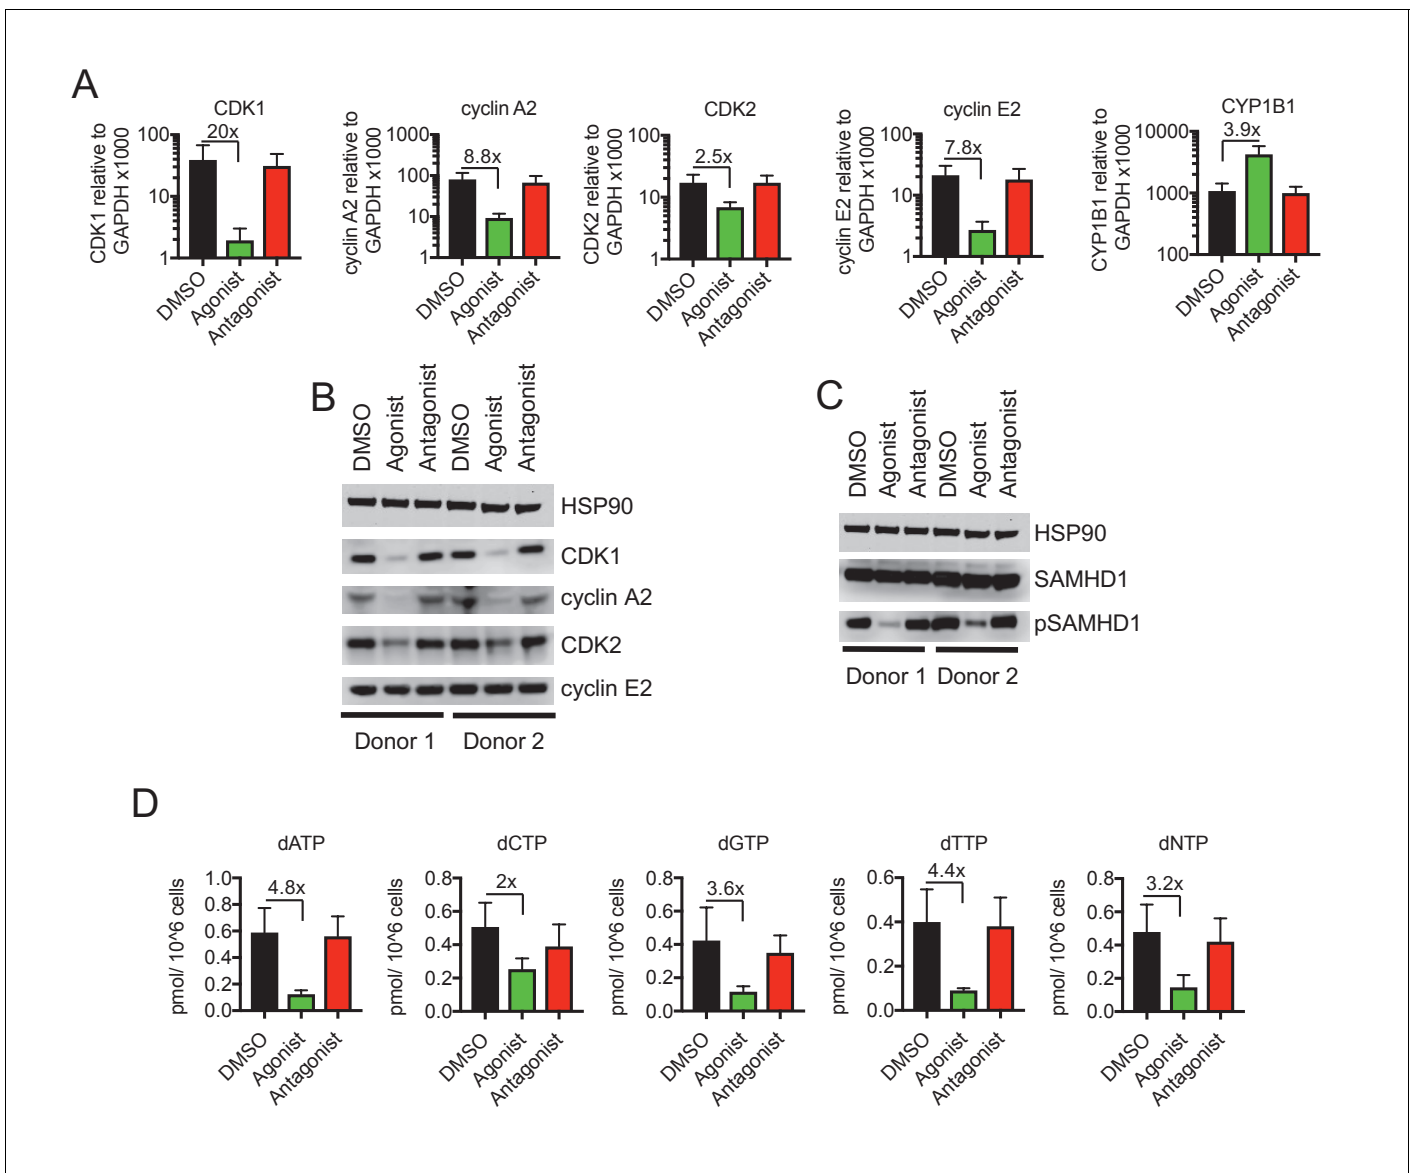 A
CDK1
CDK1 relative to
GAPDH x1000
100
10
1
20x
DMSO
Agonist
Antagonist
cyclin A2
cyclin A2 relative to
GAPDH x1000
1000
100
10
1
8.8x
DMSO
Agonist
Antagonist
CDK2
CDK2 relative to
GAPDH x1000
100
10
1
2.5x
DMSO
Agonist
Antagonist
cyclin E2
cyclin E2 relative to
GAPDH x1000
100
10
1
7.8x
DMSO
Agonist
Antagonist
CYP1B1
CYP1B1 relative to
GAPDH x1000
10000
1000
100
3.9x
DMSO
Agonist
Antagonist
B
DMSO
Agonist
Antagonist
DMSO
Agonist
Antagonist
HSP90
CDK1
cyclin A2
CDK2
cyclin E2
Donor 1
Donor 2
C
DMSO
Agonist
Antagonist
DMSO
Agonist
Antagonist
HSP90
SAMHD1
pSAMHD1
Donor 1
Donor 2
D
dATP
pmol/ 10^6 cells
1.0
0.8
0.6
0.4
0.2
0.0
4.8x
DMSO
Agonist
Antagonist
dCTP
pmol/ 10^6 cells
0.8
0.6
0.4
0.2
0.0
2x
DMSO
Agonist
Antagonist
dGTP
pmol/ 10^6 cells
0.8
0.6
0.4
0.2
0.0
3.6x
DMSO
Agonist
Antagonist
dTTP
pmol/ 10^6 cells
0.6
0.4
0.2
0.0
4.4x
DMSO
Agonist
Antagonist
dNTP
pmol/ 10^6 cells
0.8
0.6
0.4
0.2
0.0
3.2x
DMSO
Agonist
Antagonist